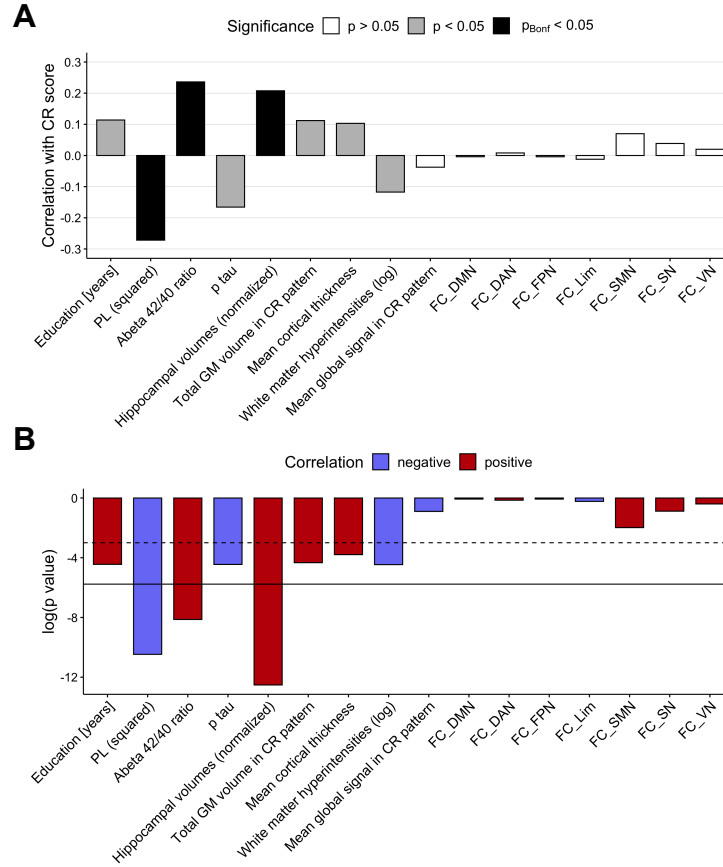 A
Significance p > 0.05 p < 0.05 pBonf < 0.05
Correlation with CR score
0.3
0.2
0.1
0.0
-0.1
-0.2
-0.3
Education [years]
PL (squared)
Abeta 42/40 ratio
p tau
Hippocampal volumes (normalized)
Total GM volume in CR pattern
Mean cortical thickness
White matter hyperintensities (log)
Mean global signal in CR pattern
FC_DMN
FC_DAN
FC_FPN
FC_Lim
FC_SMN
FC_SN
FC_VN
B
Correlation negative positive
log(p value)
0
-4
-8
-12
Education [years]
PL (squared)
Abeta 42/40 ratio
p tau
Hippocampal volumes (normalized)
Total GM volume in CR pattern
Mean cortical thickness
White matter hyperintensities (log)
Mean global signal in CR pattern
FC_DMN
FC_DAN
FC_FPN
FC_Lim
FC_SMN
FC_SN
FC_VN